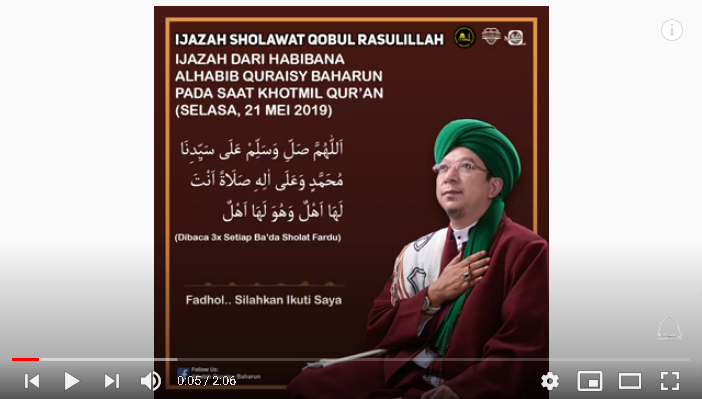 IJAZAH SHOLAWAT QOBUL RASULILLAH
IJAZAH DARI HABIBANA
ALHABIB QURAISY BAHARUN
PADA SAAT KHOTMIL QUR'AN
(SELASA, 21 MEI 2019)
اَللّٰهُمَّ صَلِّ وَسَلِّمْ عَلَى سَيِّدِنَا
مُحَمَّدٍ وَعَلَى اٰلِهِ صَلَاةً اَنْتَ
لَهَا اَهْلٌ وَهُوَ لَهَا اَهْلٌ
(Dibaca 3x Setiap Ba'da Sholat Fardu)
Fadhol.. Silahkan Ikuti Saya
Follow Us:
Baharun
0:05 / 2:06